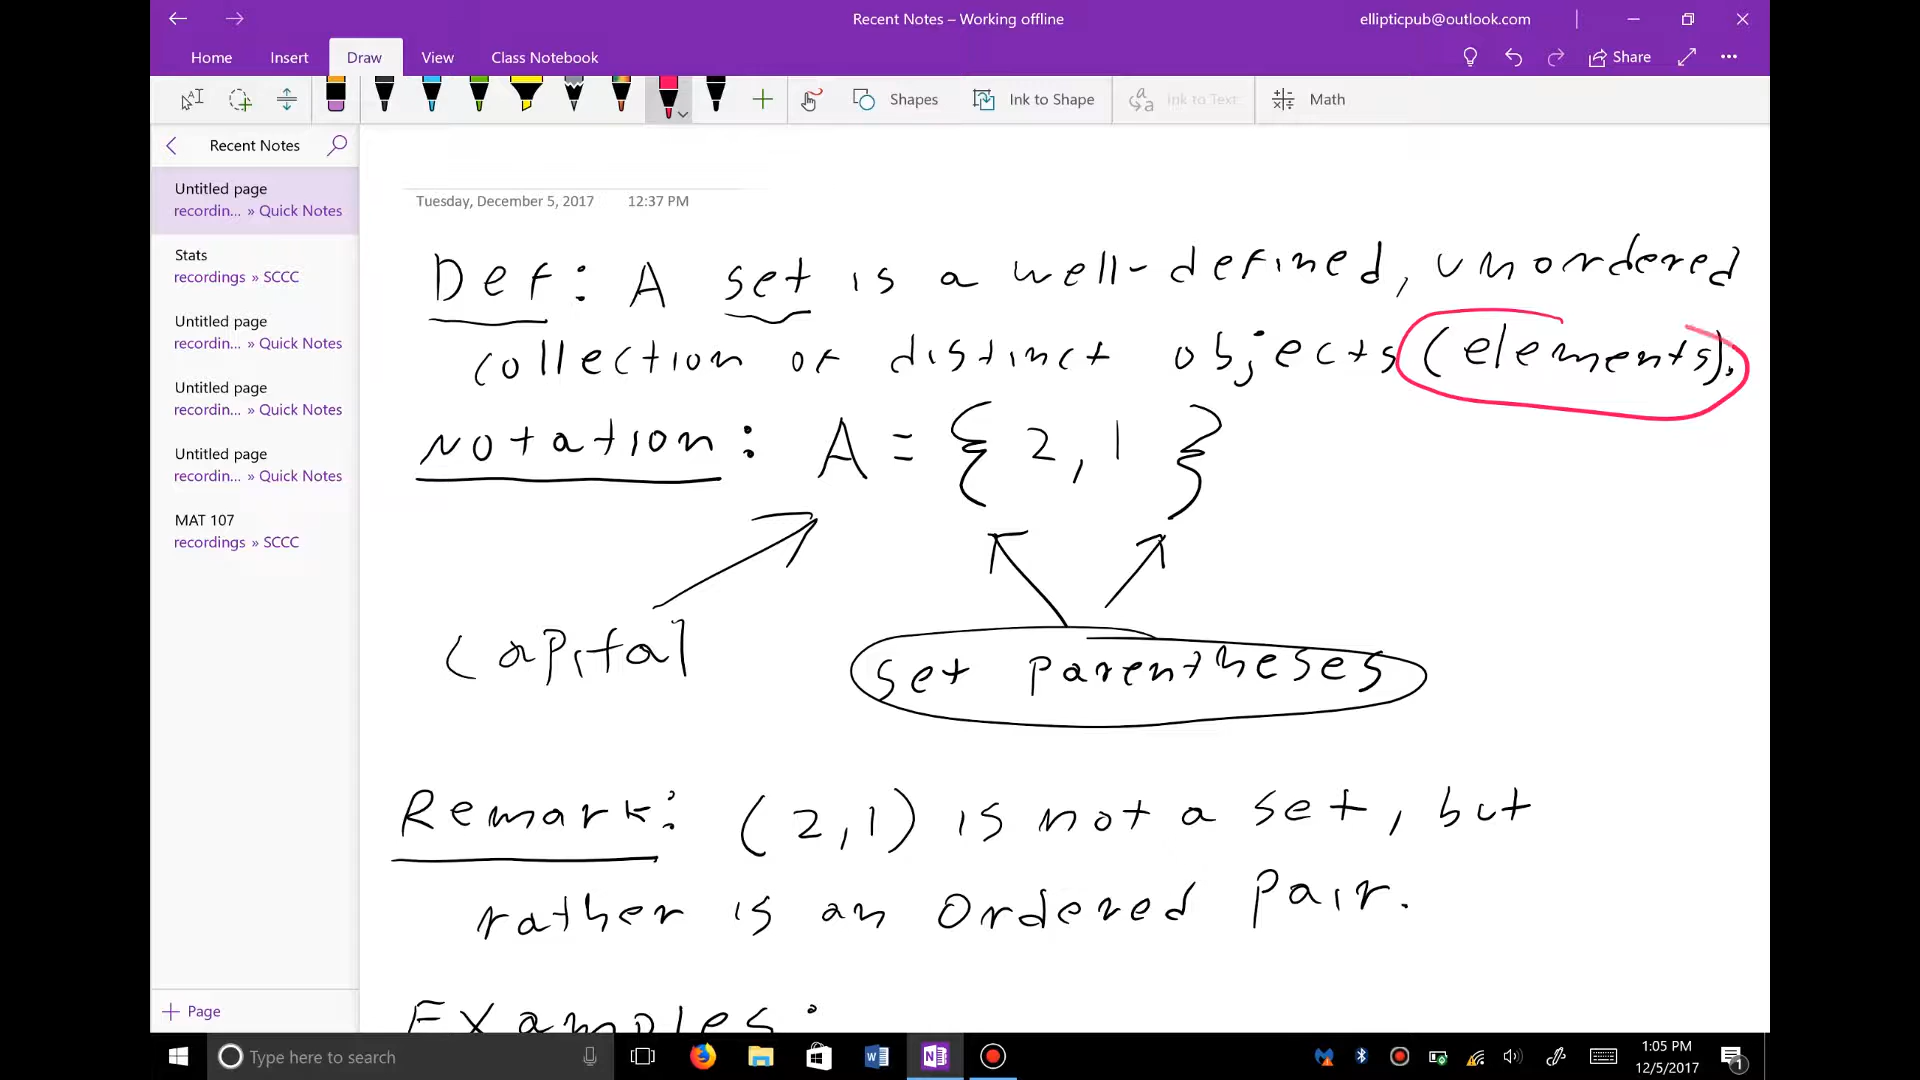 Recent Notes – Working offline
ellipticpub@outlook.com
Home Insert Draw View Class Notebook
Share
Shapes Ink to Shape Ink to Text Math
Recent Notes
Untitled page
recordin... » Quick Notes
Stats
recordings » SCCC
Untitled page
recordin... » Quick Notes
Untitled page
recordin... » Quick Notes
Untitled page
recordin... » Quick Notes
MAT 107
recordings » SCCC
+ Page
Tuesday, December 5, 2017 12:37 PM
Def: A set is a well-defined, unordered
collection of distinct objects (elements).
Notation: A = { 2, 1 }
Capital
set parentheses
Remark: (2,1) is not a set, but
rather is an ordered pair.
Examples:
Type here to search
1:05 PM
12/5/2017
1